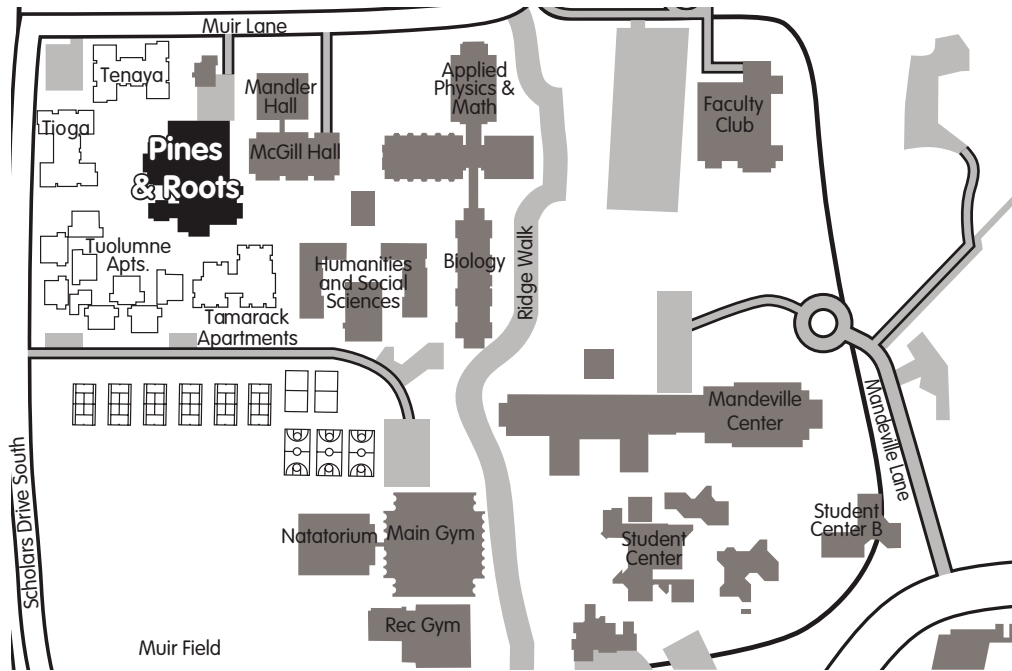 Muir Lane
Tenaya
Applied
Physics &
Math
Mandler
Hall
Faculty
Club
Tioga
Pines
& Roots
McGill Hall
Tuolumne
Apts.
Humanities
and Social
Sciences
Biology
Ridge Walk
Tamarack
Apartments
Mandeville
Center
Mandeville Lane
Scholars Drive South
Natatorium
Main Gym
Student
Center
Student
Center B
Rec Gym
Muir Field